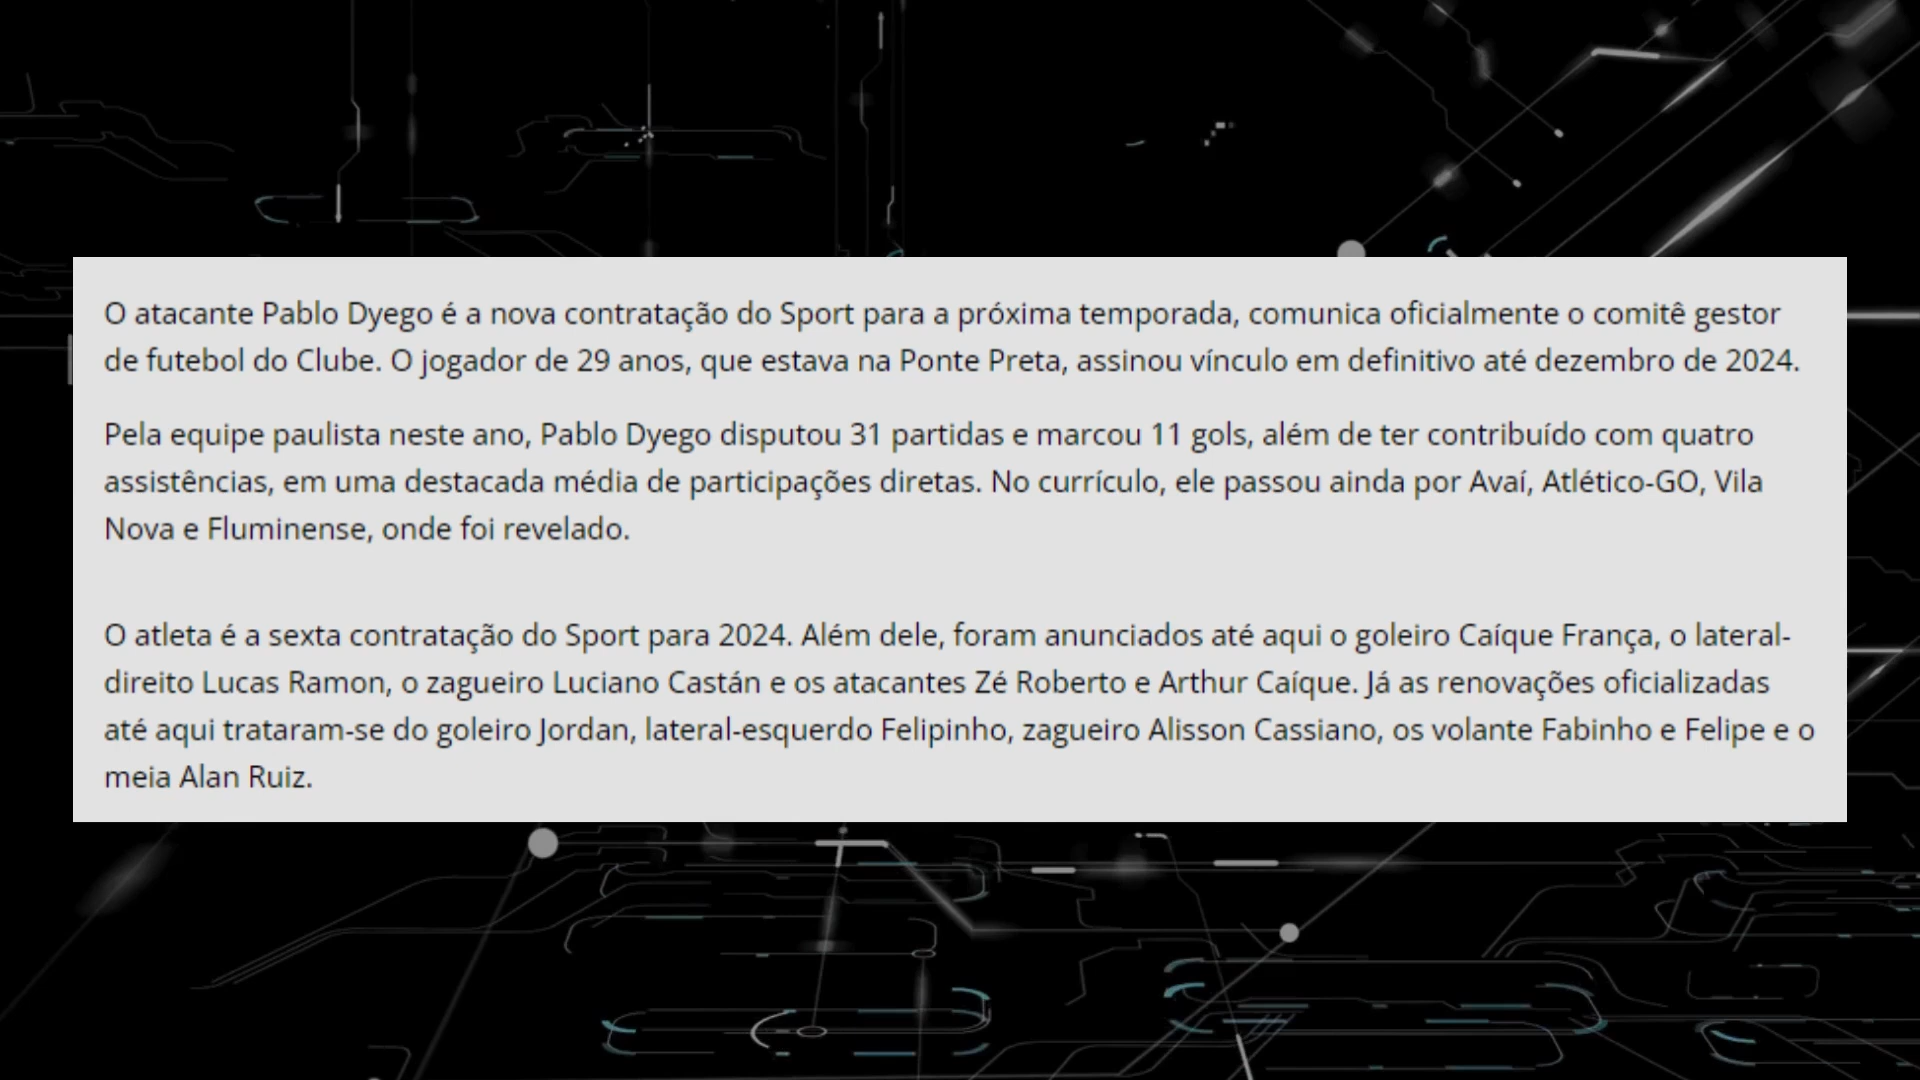 O atacante Pablo Dyego é a nova contratação do Sport para a próxima temporada, comunica oficialmente o comitê gestor
de futebol do Clube. O jogador de 29 anos, que estava na Ponte Preta, assinou vínculo em definitivo até dezembro de 2024.
Pela equipe paulista neste ano, Pablo Dyego disputou 31 partidas e marcou 11 gols, além de ter contribuído com quatro
assistências, em uma destacada média de participações diretas. No currículo, ele passou ainda por Avaí, Atlético-GO, Vila
Nova e Fluminense, onde foi revelado.
O atleta é a sexta contratação do Sport para 2024. Além dele, foram anunciados até aqui o goleiro Caíque França, o lateral-
direito Lucas Ramon, o zagueiro Luciano Castán e os atacantes Zé Roberto e Arthur Caíque. Já as renovações oficializadas
até aqui trataram-se do goleiro Jordan, lateral-esquerdo Felipinho, zagueiro Alisson Cassiano, os volante Fabinho e Felipe e o
meia Alan Ruiz.